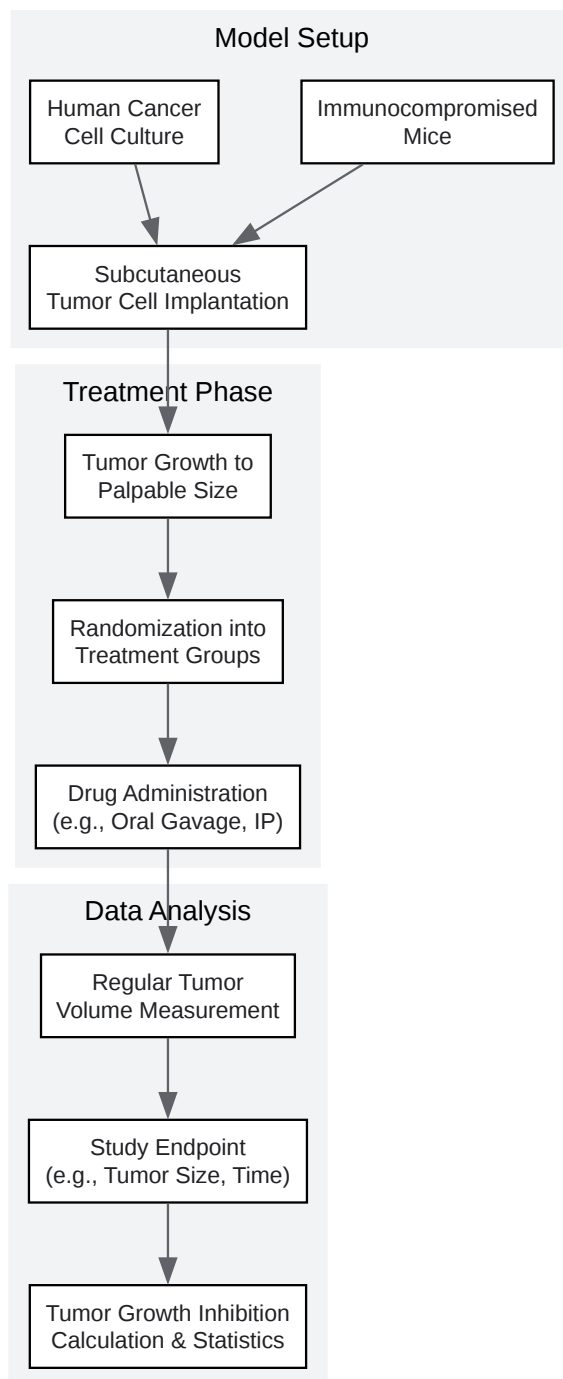 Model Setup
Human Cancer
Cell Culture
Immunocompromised
Mice
Subcutaneous
Tumor Cell Implantation
Treatment Phase
Tumor Growth to
Palpable Size
Randomization into
Treatment Groups
Drug Administration
(e.g., Oral Gavage, IP)
Data Analysis
Regular Tumor
Volume Measurement
Study Endpoint
(e.g., Tumor Size, Time)
Tumor Growth Inhibition
Calculation & Statistics